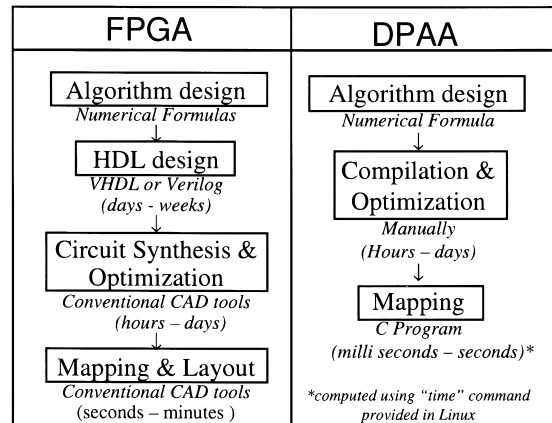 FPGA
Algorithm design
Numerical Formulas
HDL design
VHDL or Verilog
(days - weeks)
Circuit Synthesis &
Optimization
Conventional CAD tools
(hours – days)
Mapping & Layout
Conventional CAD tools
(seconds – minutes )
DPAA
Algorithm design
Numerical Formula
Compilation &
Optimization
Manually
(Hours – days)
Mapping
C Program
(milli seconds – seconds)*
*computed using “time” command
provided in Linux